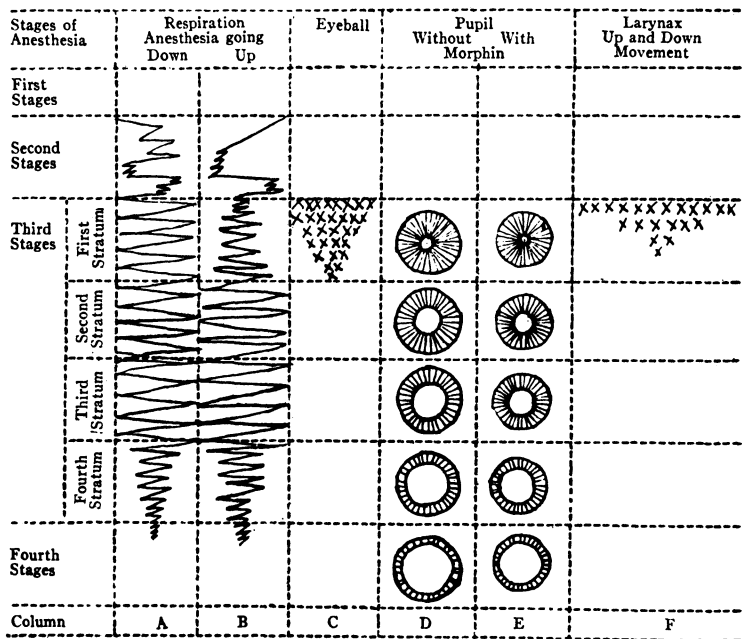 Stages of Anesthesia
Respiration
Anesthesia going
Down Up
Eyeball
Pupil
Without With
Morphin
Larynax
Up and Down
Movement
First
Stages
Second
Stages
Third
Stages
First
Stratum
Second
Stratum
Third
Stratum
Fourth
Stratum
Fourth
Stages
Column A B C D E F